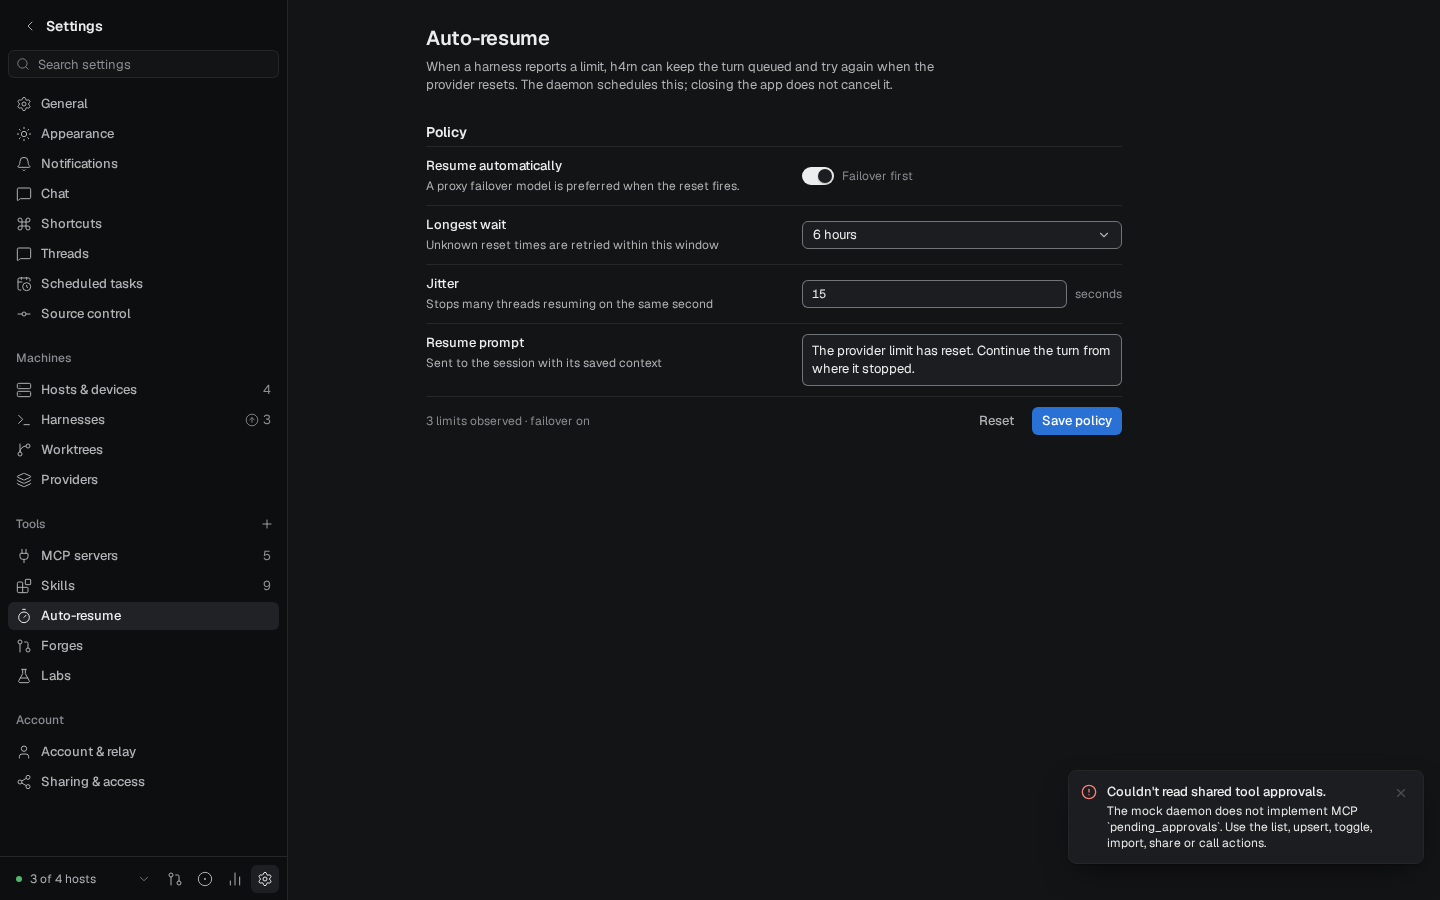 Settings
Search settings
General
Appearance
Notifications
Chat
Shortcuts
Threads
Scheduled tasks
Source control
Machines
Hosts & devices 4
Harnesses 3
Worktrees
Providers
Tools
MCP servers 5
Skills 9
Auto-resume
Forges
Labs
Account
Account & relay
Sharing & access
3 of 4 hosts
Auto-resume
When a harness reports a limit, h4rn can keep the turn queued and try again when the
provider resets. The daemon schedules this; closing the app does not cancel it.
Policy
Resume automatically
A proxy failover model is preferred when the reset fires.
Failover first
Longest wait
Unknown reset times are retried within this window
6 hours
Jitter
Stops many threads resuming on the same second
15 seconds
Resume prompt
Sent to the session with its saved context
The provider limit has reset. Continue the turn from
where it stopped.
3 limits observed · failover on
Reset
Save policy
Couldn't read shared tool approvals.
The mock daemon does not implement MCP
`pending_approvals`. Use the list, upsert, toggle,
import, share or call actions.